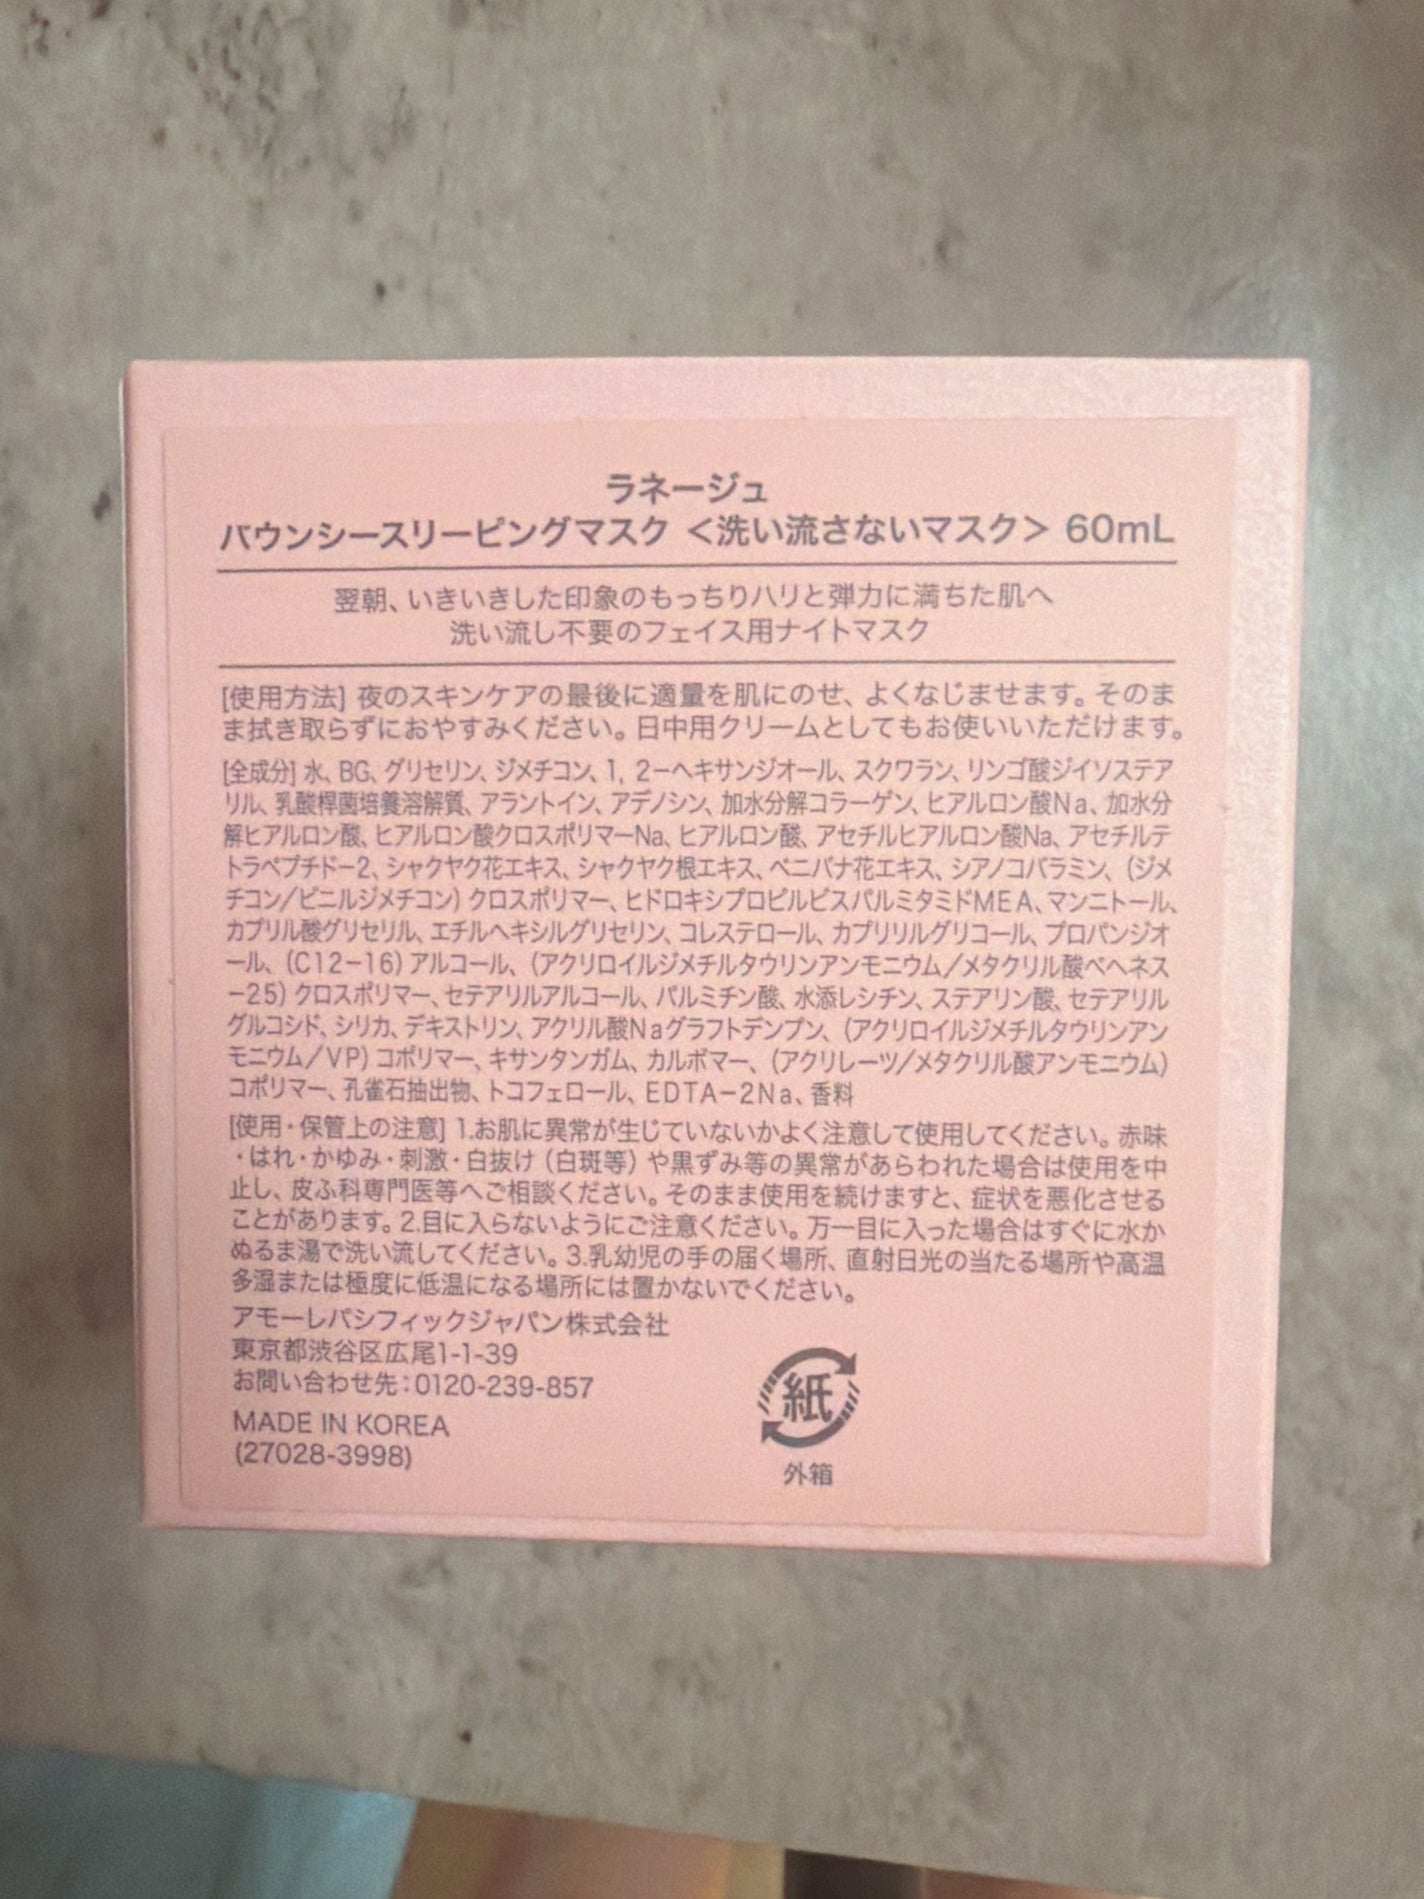 ラネージュ
バウンシースリーピングマスク ＜洗い流さないマスク＞ 60mL
翌朝、いきいきした印象のもっちりハリと弾力に満ちた肌へ
洗い流し不要のフェイス用ナイトマスク
[使用方法] 夜のスキンケアの最後に適量を肌にのせ、よくなじませます。そのま
ま拭き取らずにおやすみください。日中用クリームとしてもお使いいただけます。
[全成分] 水、BG、グリセリン、ジメチコン、1, 2－ヘキサンジオール、スクワラン、リンゴ酸ジイソステア
リル、乳酸桿菌培養溶解質、アラントイン、アデノシン、加水分解コラーゲン、ヒアルロン酸Na、加水分
解ヒアルロン酸、ヒアルロン酸クロスポリマーNa、ヒアルロン酸、アセチルヒアルロン酸Na、アセチルテ
トラペプチド－2、シャクヤク花エキス、シャクヤク根エキス、ベニバナ花エキス、シアノコバラミン、（ジメ
チコン／ビニルジメチコン）クロスポリマー、ヒドロキシプロピルビスパルミタミドMEA、マンニトール、
カプリル酸グリセリル、エチルヘキシルグリセリン、コレステロール、カプリリルグリコール、プロパンジオ
ール、（C12－16）アルコール、（アクリロイルジメチルタウリンアンモニウム／メタクリル酸ベヘネス
－25）クロスポリマー、セテアリルアルコール、パルミチン酸、水添レシチン、ステアリン酸、セテアリル
グルコシド、シリカ、デキストリン、アクリル酸Naグラフトデンプン、（アクリロイルジメチルタウリンアン
モニウム／VP）コポリマー、キサンタンガム、カルボマー、（アクリレーツ／メタクリル酸アンモニウム）
コポリマー、孔雀石抽出物、トコフェロール、EDTA－2Na、香料
[使用・保管上の注意] 1.お肌に異常が生じていないかよく注意して使用してください。赤味
・はれ・かゆみ・刺激・白抜け（白斑等）や黒ずみ等の異常があらわれた場合は使用を中
止し、皮ふ科専門医等へご相談ください。そのまま使用を続けますと、症状を悪化させる
ことがあります。2.目に入らないようにご注意ください。万一目に入った場合はすぐに水か
ぬるま湯で洗い流してください。3.乳幼児の手の届く場所、直射日光の当たる場所や高温
多湿または極度に低温になる場所には置かないでください。
アモーレパシフィックジャパン株式会社
東京都渋谷区広尾1-1-39
お問い合わせ先：0120-239-857
MADE IN KOREA
(27028-3998)
紙
外箱